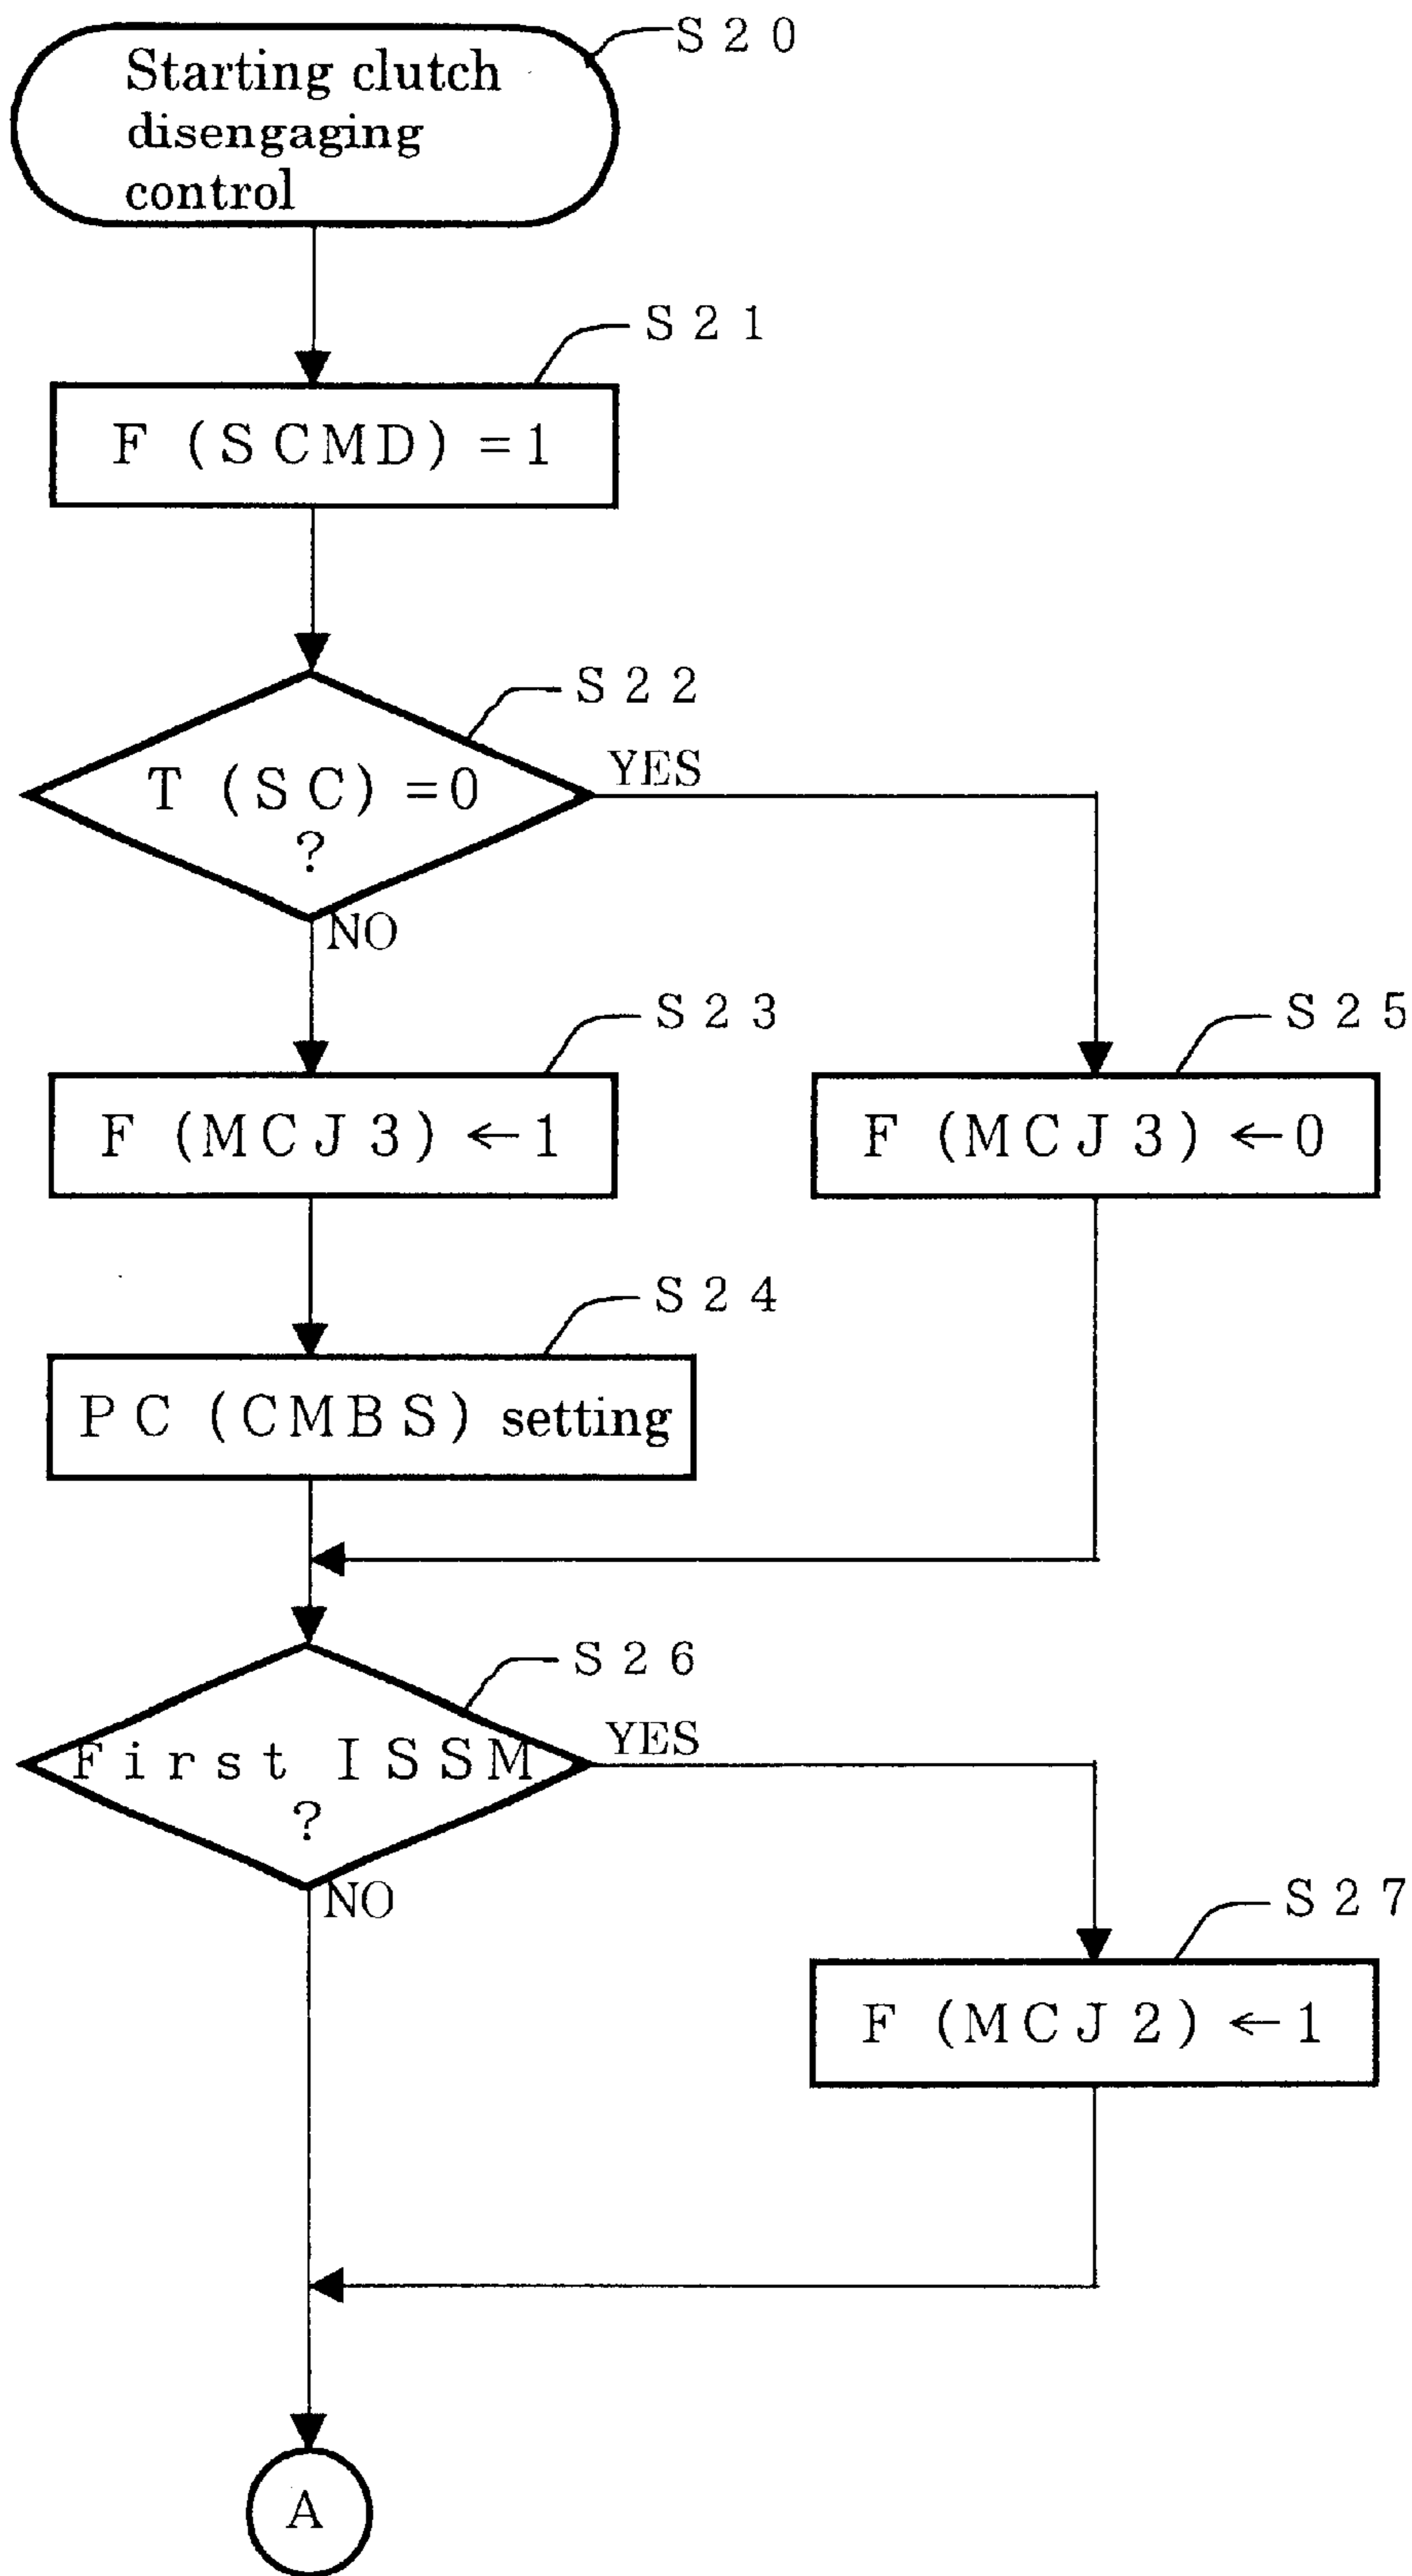 S20
Starting clutch
disengaging
control
S21
F (SCMD) =1
S22
T (SC) =0
?
YES
NO
S23
F (MCJ3) ←1
S25
F (MCJ3) ←0
S24
PC (CMBS) setting
S26
First ISSM
?
YES
NO
S27
F (MCJ2) ←1
A